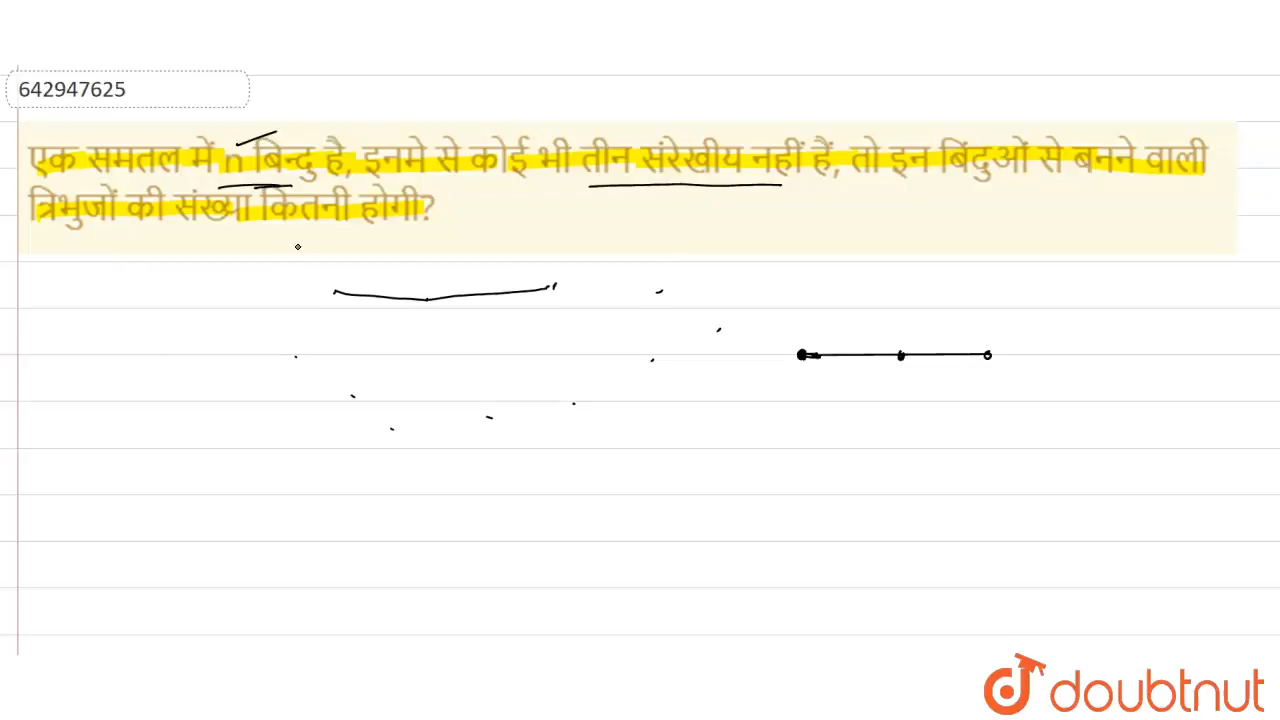 642947625
एक समतल में n बिन्दु है, इनमे से कोई भी तीन संरेखीय नहीं हैं, तो इन बिंदुओं से बनने वाली
त्रिभुजों की संख्या कितनी होगी?
doubtnut